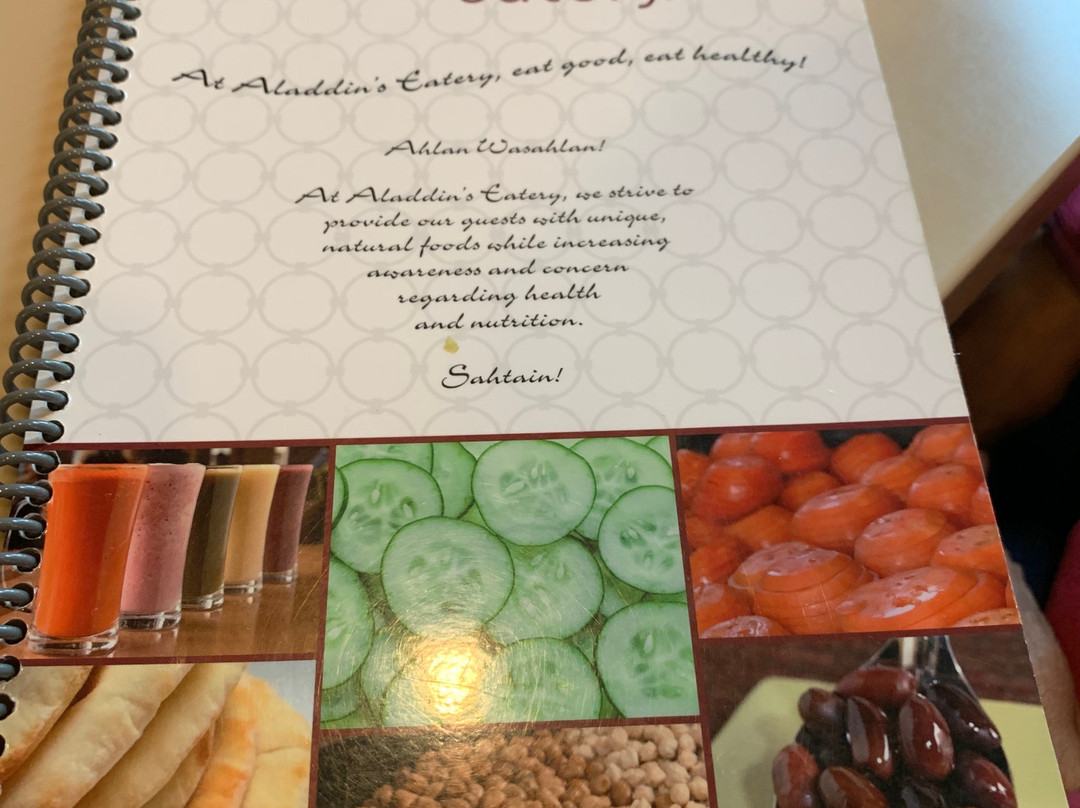 eatery.
At Aladdin's Eatery, eat good, eat healthy!
Ahlan Wasahlan!
At Aladdin's Eatery, we strive to
provide our guests with unique,
natural foods while increasing
awareness and concern
regarding health
and nutrition.
Sahtain!